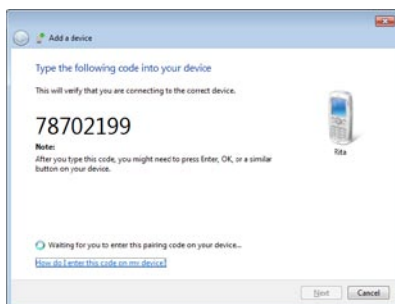 Add a device
Type the following code into your device
This will verify that you are connecting to the correct device.
78702199
Note:
After you type this code, you might need to press Enter, OK, or a similar
button on your device.
Rita
Waiting for you to enter this pairing code on your device...
How do I enter this code on my device?
Next Cancel